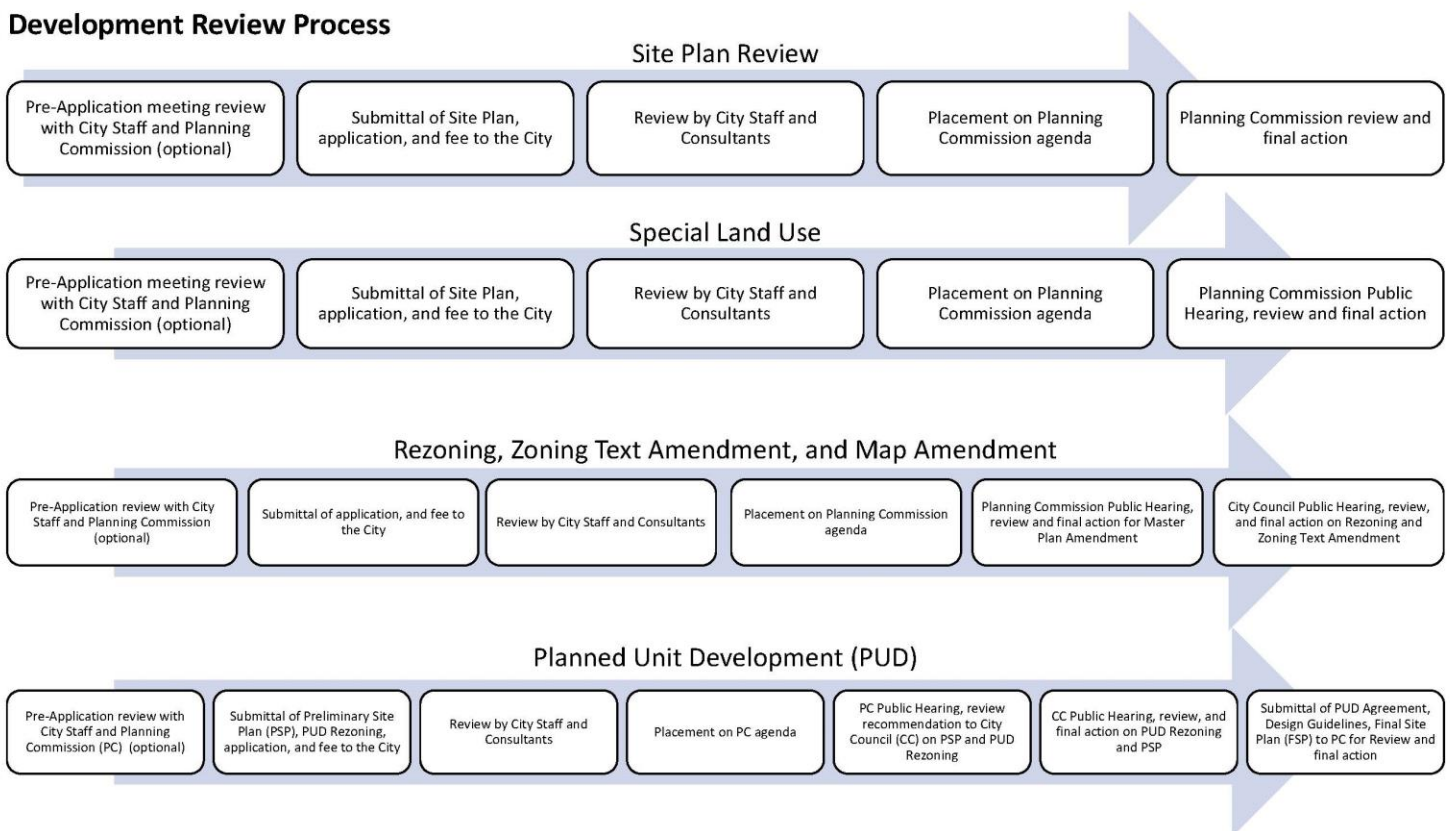 Development Review Process
Site Plan Review
Pre-Application meeting review
with City Staff and Planning
Commission (optional)
Submittal of Site Plan,
application, and fee to the City
Review by City Staff and
Consultants
Placement on Planning
Commission agenda
Planning Commission review and
final action
Special Land Use
Pre-Application meeting review
with City Staff and Planning
Commission (optional)
Submittal of Site Plan,
application, and fee to the City
Review by City Staff and
Consultants
Placement on Planning
Commission agenda
Planning Commission Public
Hearing, review and final action
Rezoning, Zoning Text Amendment, and Map Amendment
Pre-Application review with City
Staff and Planning Commission
(optional)
Submittal of application, and fee to
the City
Review by City Staff and Consultants
Placement on Planning Commission
agenda
Planning Commission Public Hearing,
review and final action for Master
Plan Amendment
City Council Public Hearing, review,
and final action on Rezoning and
Zoning Text Amendment
Planned Unit Development (PUD)
Pre-Application review with
City Staff and Planning
Commission (PC) (optional)
Submittal of Preliminary Site
Plan (PSP), PUD Rezoning,
application, and fee to the City
Review by City Staff and
Consultants
Placement on PC agenda
PC Public Hearing, review
recommendation to City
Council (CC) on PSP and PUD
Rezoning
CC Public Hearing, review, and
final action on PUD Rezoning
and PSP
Submittal of PUD Agreement,
Design Guidelines, Final Site
Plan (FSP) to PC for Review and
final action